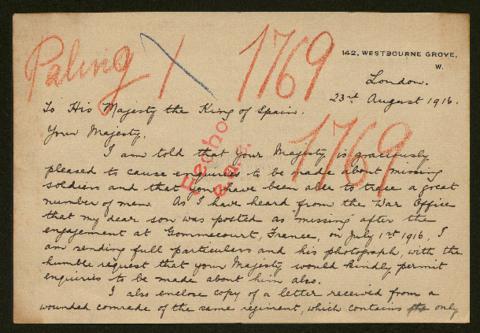 Paling 1 1769
142, WESTBOURNE GROVE,
W.
London.
23rd August 1916.
To His Majesty the King of Spain.
Your Majesty.
Fecho
1769
I am told that Your Majesty is graciously
pleased to cause enquiries to be made about missing
soldiers and that you have been able to trace a great
number of men. As I have heard from the War Office
that my dear son was posted as missing after the
engagement at Gommecourt, France, on July 1st 1916, I
am sending full particulars and his photograph, with the
humble request that your Majesty would kindly permit
enquiries to be made about him also.
I also enclose copy of a letter received from a
wounded comrade of the same regiment, which contains the only